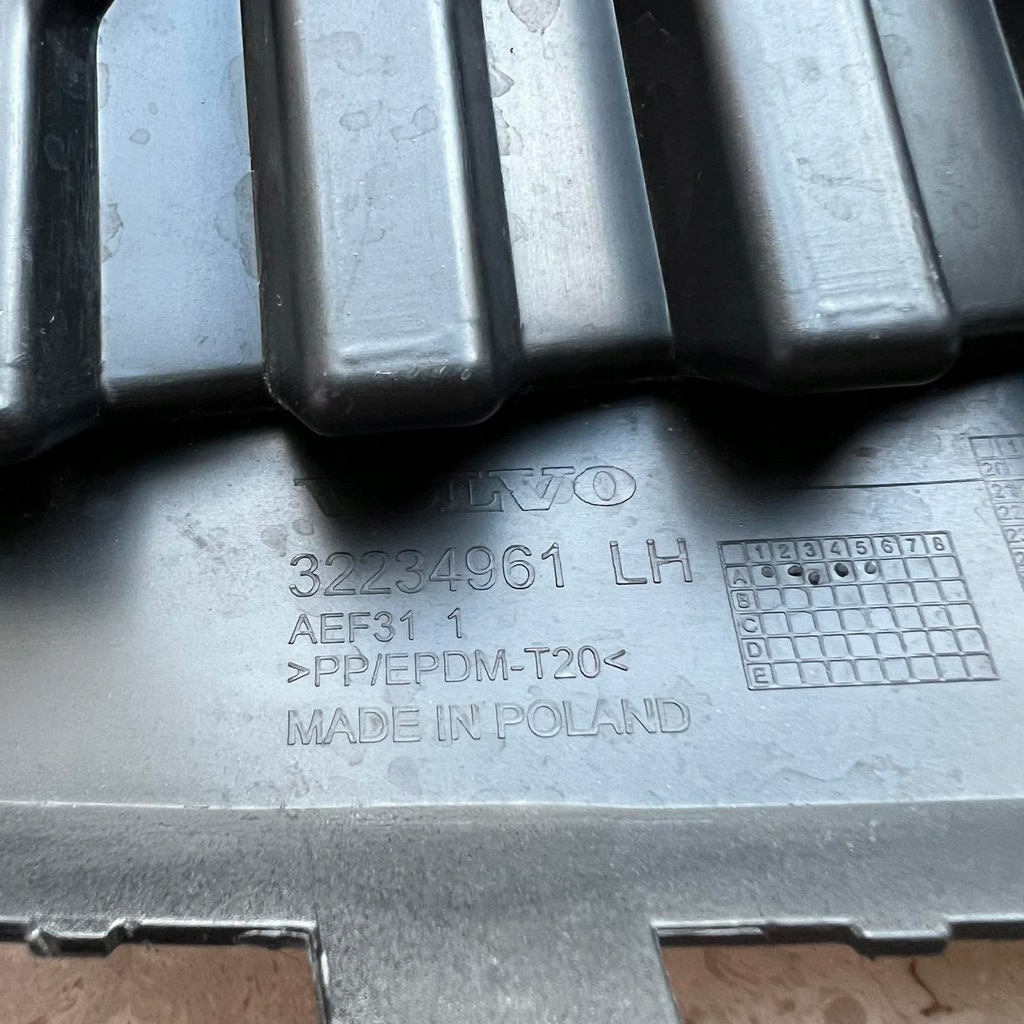 VOLVO
32234961 LH
AEF31 1
>PP/EPDM-T20<
MADE IN POLAND
1 2 3 4 5 6 7 8
A
B
C
D
E